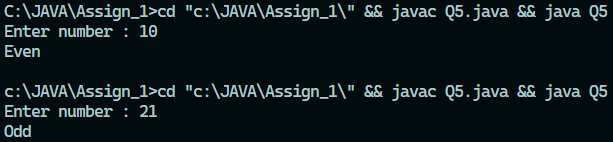 C:\JAVA\Assign_1>cd "c:\JAVA\Assign_1\" && javac Q5.java && java Q5
Enter number : 10
Even
c:\JAVA\Assign_1>cd "c:\JAVA\Assign_1\" && javac Q5.java && java Q5
Enter number : 21
Odd